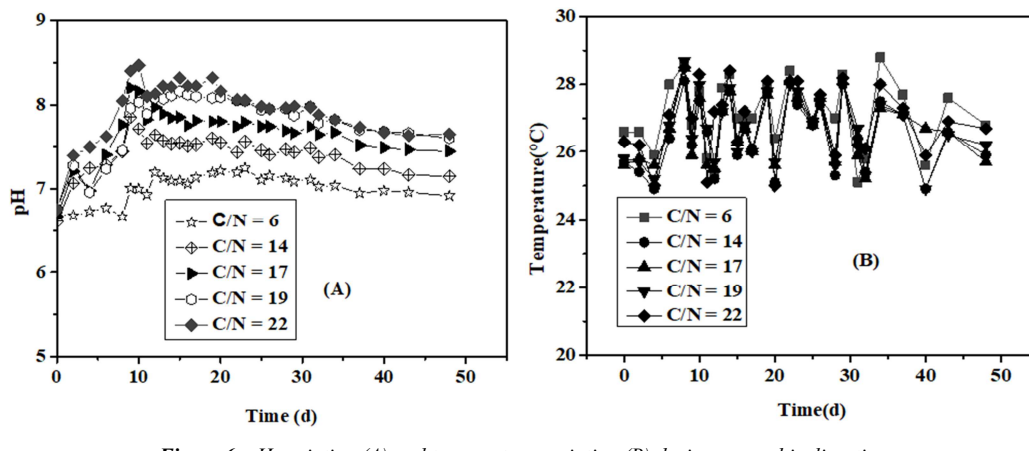 9
8
7
6
5
pH
0
10
20
30
40
50
Time (d)
C/N = 6
C/N = 14
C/N = 17
C/N = 19
C/N = 22
(A)
30
28
26
24
22
20
Temperature(°C)
0
10
20
30
40
50
Time(d)
C/N = 6
C/N = 14
C/N = 17
C/N = 19
C/N = 22
(B)